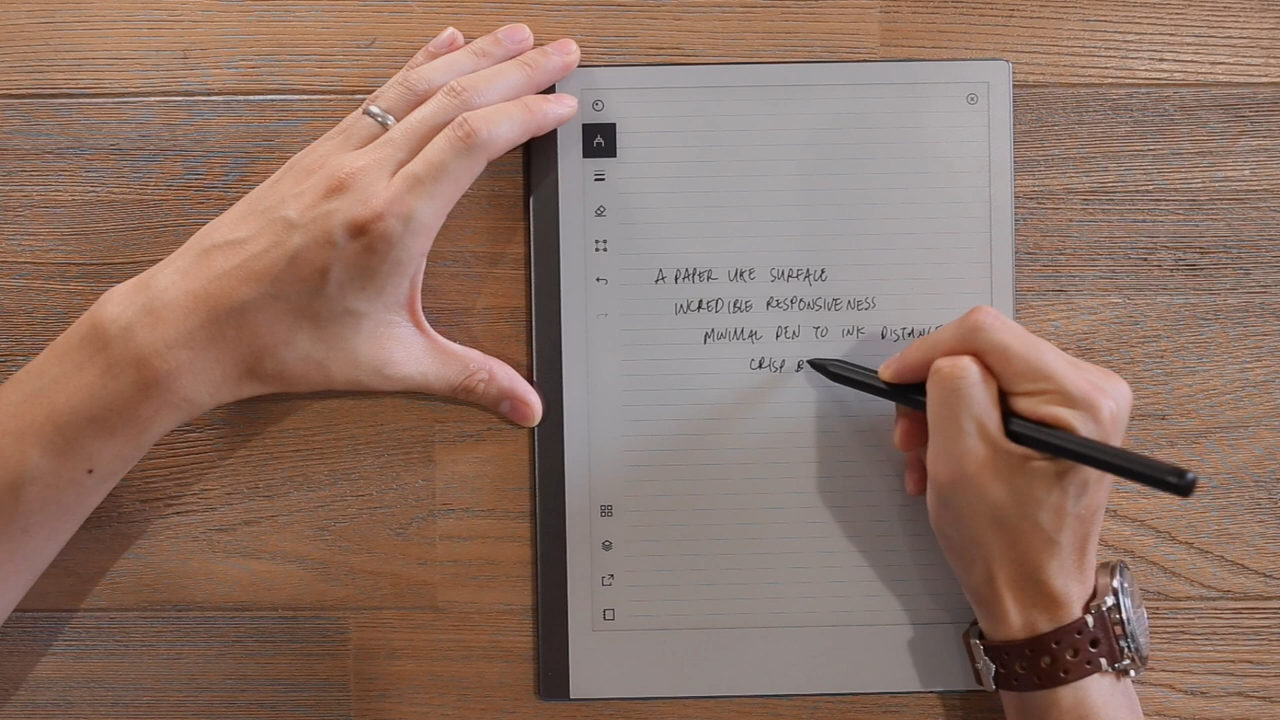 A PAPER LIKE SURFACE
INCREDIBLE RESPONSIVENESS
MINIMAL PEN TO INK DISTANCE
CRISP B